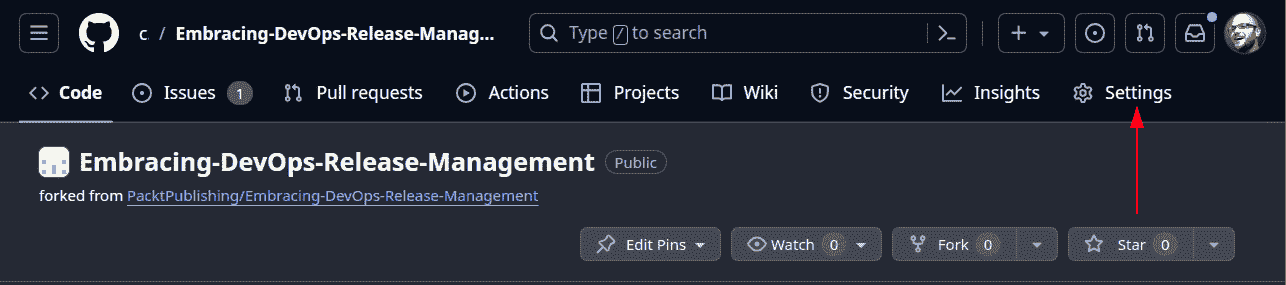 c / Embracing-DevOps-Release-Manag... Type / to search
Code Issues 1 Pull requests Actions Projects Wiki Security Insights Settings
Embracing-DevOps-Release-Management Public
forked from PacktPublishing/Embracing-DevOps-Release-Management
Edit Pins Watch 0 Fork 0 Star 0